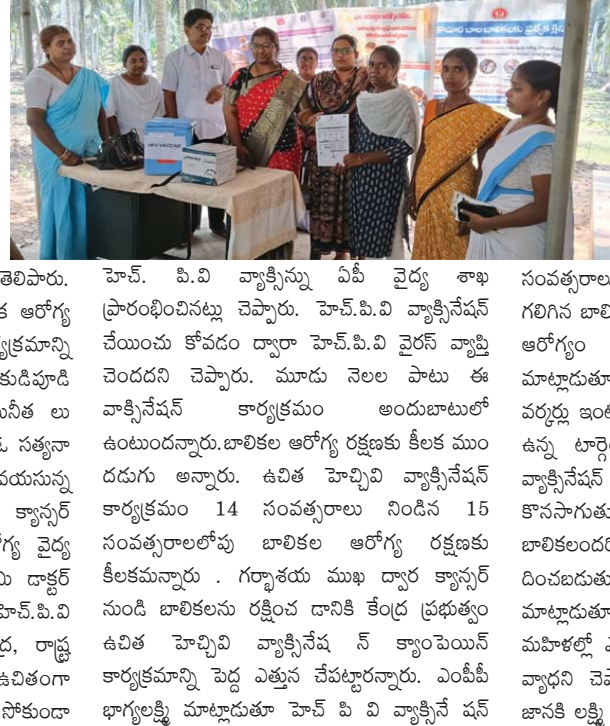 HPV VACCINE
తెలిపారు.
క ఆరోగ్య
క్రమాన్ని
కుడిపూడి
నీత లు
సత్యనా
వయసున్న
క్యాన్సర్
గ్య వైద్య
మి డాక్టర్
హెచ్.పి.వి
ద్ర, రాష్ట్ర
ఉచితంగా
సోకుండా
హెచ్. పి.వి వ్యాక్సిన్ను ఏపీ వైద్య శాఖ
ప్రారంభించినట్లు చెప్పారు. హెచ్.పి.వి వ్యాక్సినేషన్
చేయించు కోవడం ద్వారా హెచ్.పి.వి వైరస్ వ్యాప్తి
చెందదని చెప్పారు. మూడు నెలల పాటు ఈ
వాక్సినేషన్ కార్యక్రమం అందుబాటులో
ఉంటుందన్నారు.బాలికల ఆరోగ్య రక్షణకు కీలక ముం
దడుగు అన్నారు. ఉచిత హెచ్చివి వ్యాక్సినేషన్
కార్యక్రమం 14 సంవత్సరాలు నిండిన 15
సంవత్సరాలలోపు బాలికల ఆరోగ్య రక్షణకు
కీలకమన్నారు . గర్భాశయ ముఖ ద్వార క్యాన్సర్
నుండి బాలికలను రక్షించ డానికి కేంద్ర ప్రభుత్వం
ఉచిత హెచ్చివి వ్యాక్సినేష న్ క్యాంపెయిన్
కార్యక్రమాన్ని పెద్ద ఎత్తున చేపట్టారన్నారు. ఎంపీపీ
భాగ్యలక్ష్మి మాట్లాడుతూ హెచ్ పి వి వ్యాక్సినే షన్
సంవత్సరాలు
గలిగిన బాలి
ఆరోగ్యం
మాట్లాడుతూ
వర్కర్లు ఇంటి
ఉన్న టార్గె
వ్యాక్సినేషన్
కొనసాగుతు
బాలికలందరి
దించబడుతు
మాట్లాడుతూ
మహిళల్లో
వ్యాధని చెప
జానకి లక్ష్మి